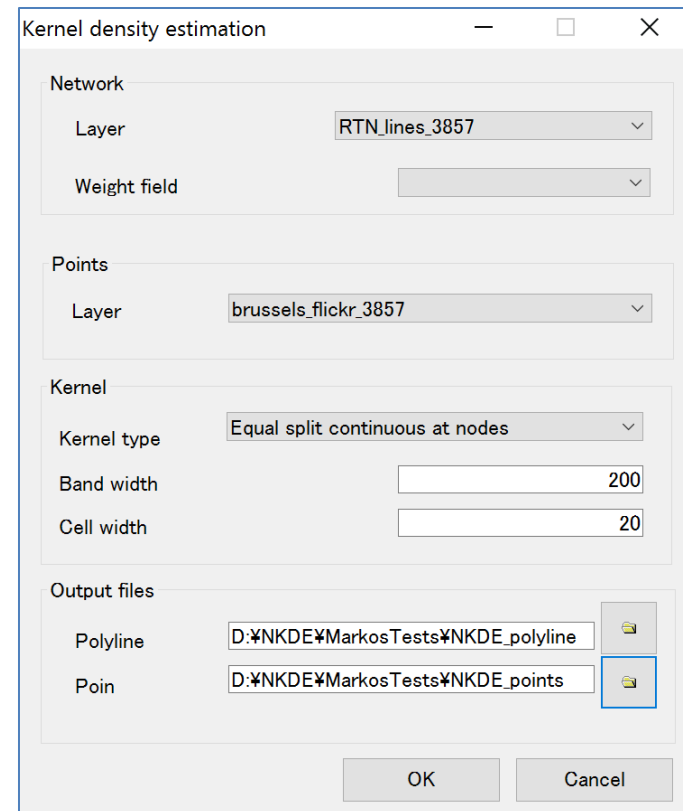 Kernel density estimation
Network
Layer RTN_lines_3857
Weight field
Points
Layer brussels_flickr_3857
Kernel
Kernel type Equal split continuous at nodes
Band width 200
Cell width 20
Output files
Polyline D:¥NKDE¥MarkosTests¥NKDE_polyline
Poin D:¥NKDE¥MarkosTests¥NKDE_points
OK Cancel